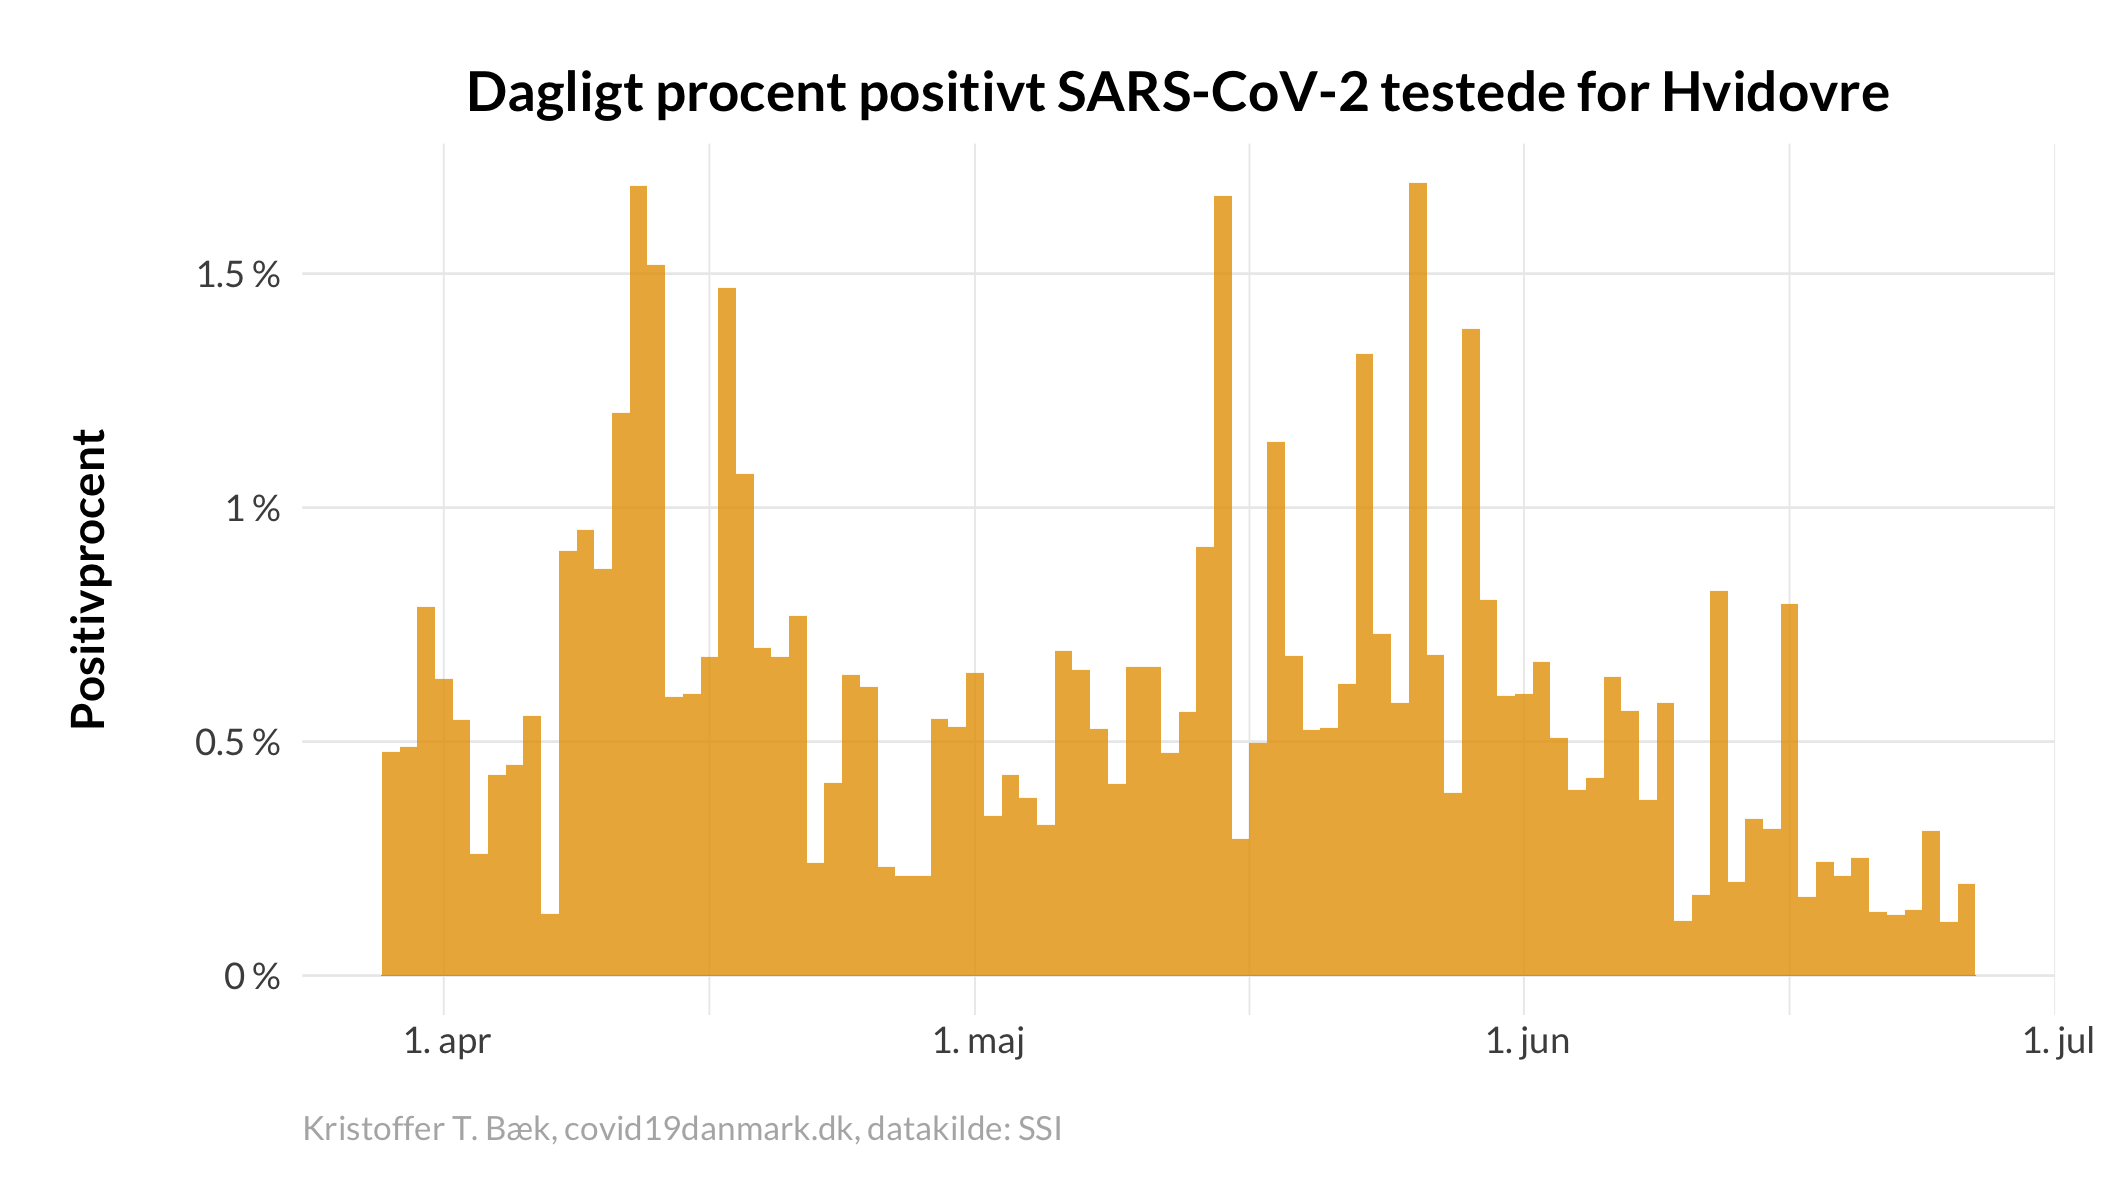 Dagligt procent positivt SARS-CoV-2 testede for Hvidovre
Positivprocent
1.5 %
1 %
0.5 %
0 %
1. apr
1. maj
1. jun
1. jul
Kristoffer T. Bæk, covid19danmark.dk, datakilde: SSI